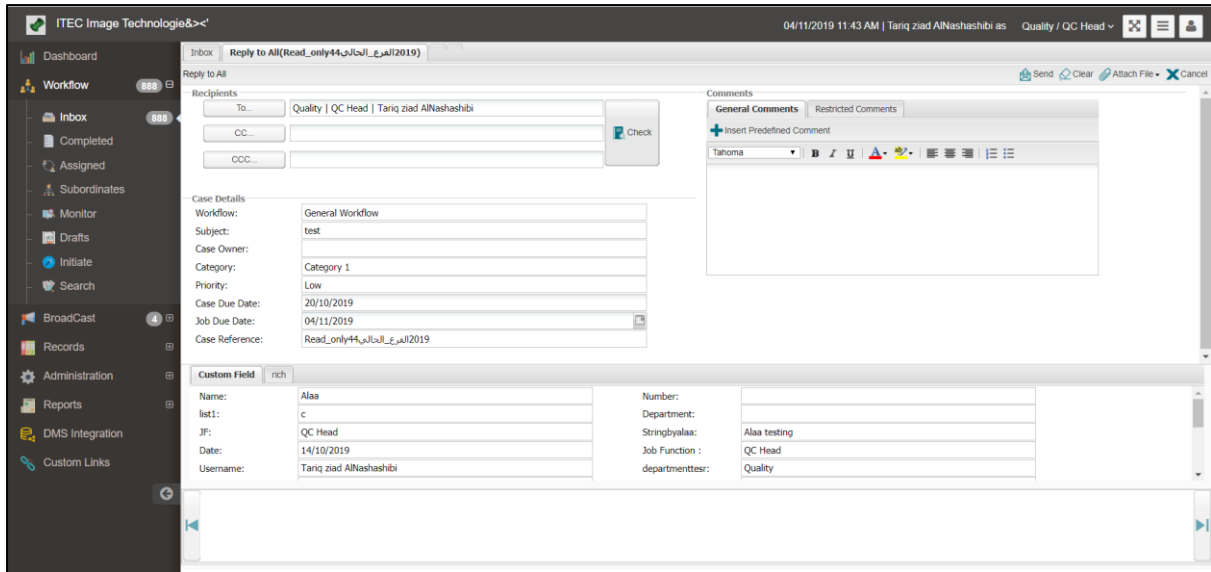 ITEC Image Technologie&><'
04/11/2019 11:43 AM | Tariq ziad AlNashashibi as Quality / QC Head
Dashboard
Workflow 888
Inbox 888
Completed
Assigned
Subordinates
Monitor
Drafts
Initiate
Search
BroadCast 4
Records
Administration
Reports
DMS Integration
Custom Links
Inbox Reply to All(Read_only44الفرع_الحالي2019)
Reply to All
Send Clear Attach File Cancel
Recipients
To... Quality | QC Head | Tariq ziad AlNashashibi
CC...
CCC...
Check
Case Details
Workflow: General Workflow
Subject: test
Case Owner:
Category: Category 1
Priority: Low
Case Due Date: 20/10/2019
Job Due Date: 04/11/2019
Case Reference: Read_only44الفرع_الحالي2019
Comments
General Comments Restricted Comments
Insert Predefined Comment
Tahoma B I U A ab
Custom Field rich
Name: Alaa Number:
list1: c Department:
JF: QC Head Stringbyalaa: Alaa testing
Date: 14/10/2019 Job Function : QC Head
Username: Tariq ziad AlNashashibi departmenttesr: Quality